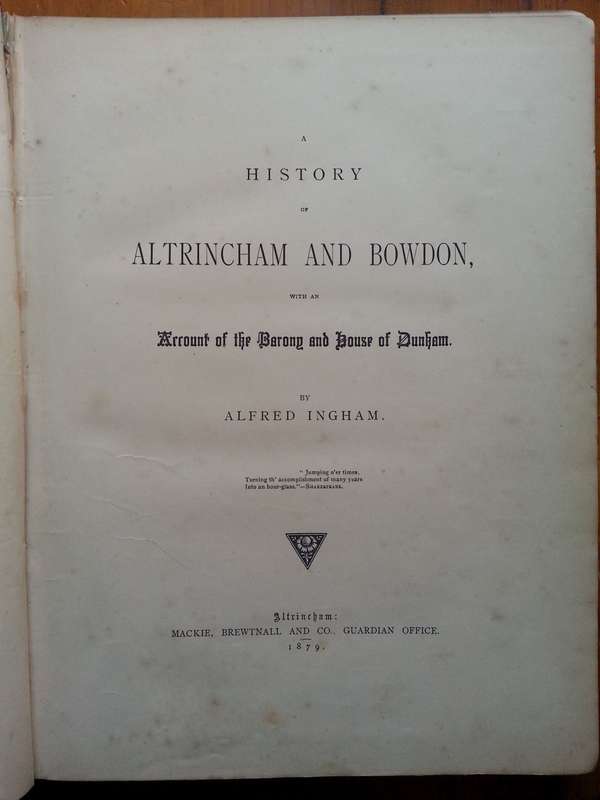 A
HISTORY
OF
ALTRINCHAM AND BOWDON,
WITH AN
Account of the Barony and House of Dunham.
BY
ALFRED INGHAM.
"Jumping o'er times,
Turning th' accomplishment of many years
Into an hour-glass."—SHAKESPEARE.
Altrincham:
MACKIE, BREWTNALL AND CO., GUARDIAN OFFICE.
1879.